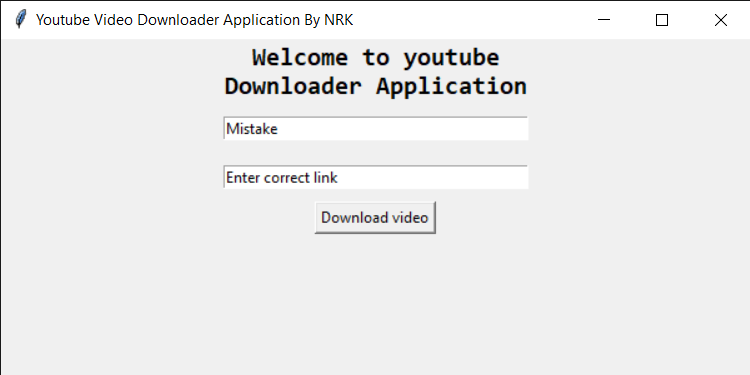 Youtube Video Downloader Application By NRK
Welcome to youtube
Downloader Application
Mistake
Enter correct link
Download video